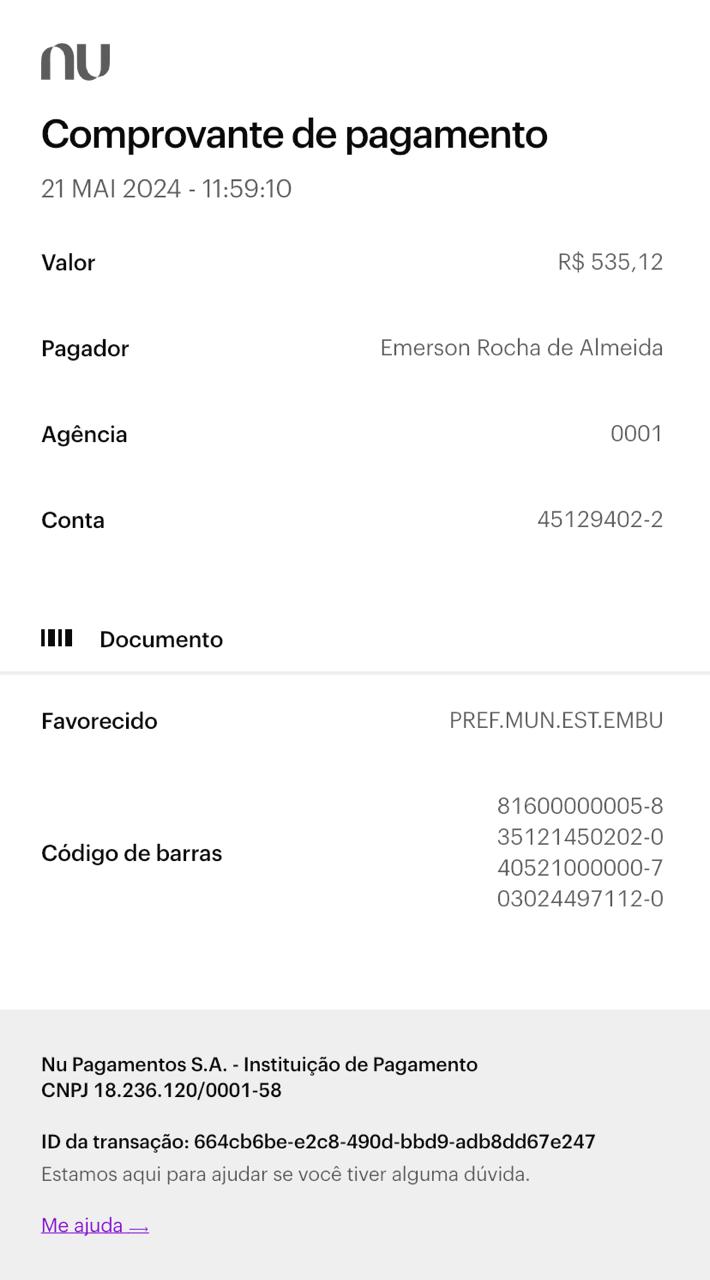 nu
Comprovante de pagamento
21 MAI 2024 - 11:59:10
Valor R$ 535,12
Pagador Emerson Rocha de Almeida
Agência 0001
Conta 45129402-2
Documento
Favorecido PREF.MUN.EST.EMBU
Código de barras
81600000005-8
35121450202-0
40521000000-7
03024497112-0
Nu Pagamentos S.A. - Instituição de Pagamento
CNPJ 18.236.120/0001-58
ID da transação: 664cb6be-e2c8-490d-bbd9-adb8dd67e247
Estamos aqui para ajudar se você tiver alguma dúvida.
Me ajuda →